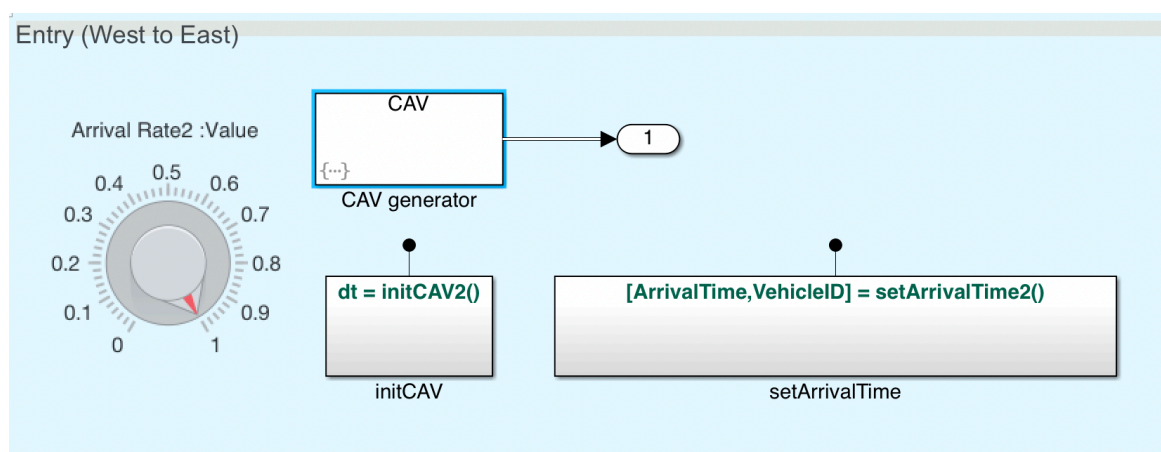 Entry (West to East)
CAV
1
{...}
CAV generator
Arrival Rate2 :Value
0.5
0.4
0.6
0.3
0.7
0.2
0.8
0.1
0.9
0
1
dt = initCAV2()
initCAV
[ArrivalTime,VehicleID] = setArrivalTime2()
setArrivalTime